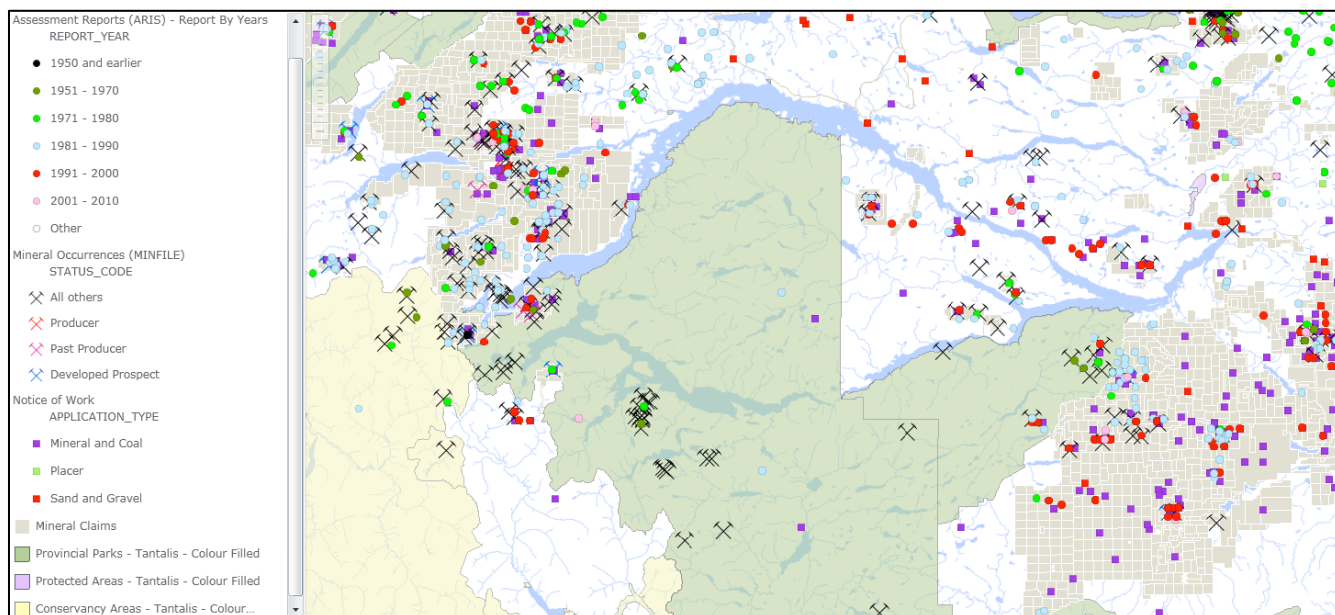 Assessment Reports (ARIS) - Report By Years
REPORT_YEAR
1950 and earlier
1951 - 1970
1971 - 1980
1981 - 1990
1991 - 2000
2001 - 2010
Other
Mineral Occurrences (MINFILE)
STATUS_CODE
All others
Producer
Past Producer
Developed Prospect
Notice of Work
APPLICATION_TYPE
Mineral and Coal
Placer
Sand and Gravel
Mineral Claims
Provincial Parks - Tantalis - Colour Filled
Protected Areas - Tantalis - Colour Filled
Conservancy Areas - Tantalis - Colour...